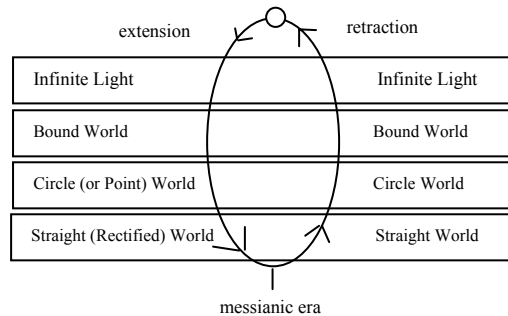 extension retraction
Infinite Light Infinite Light
Bound World Bound World
Circle (or Point) World Circle World
Straight (Rectified) World Straight World
messianic era